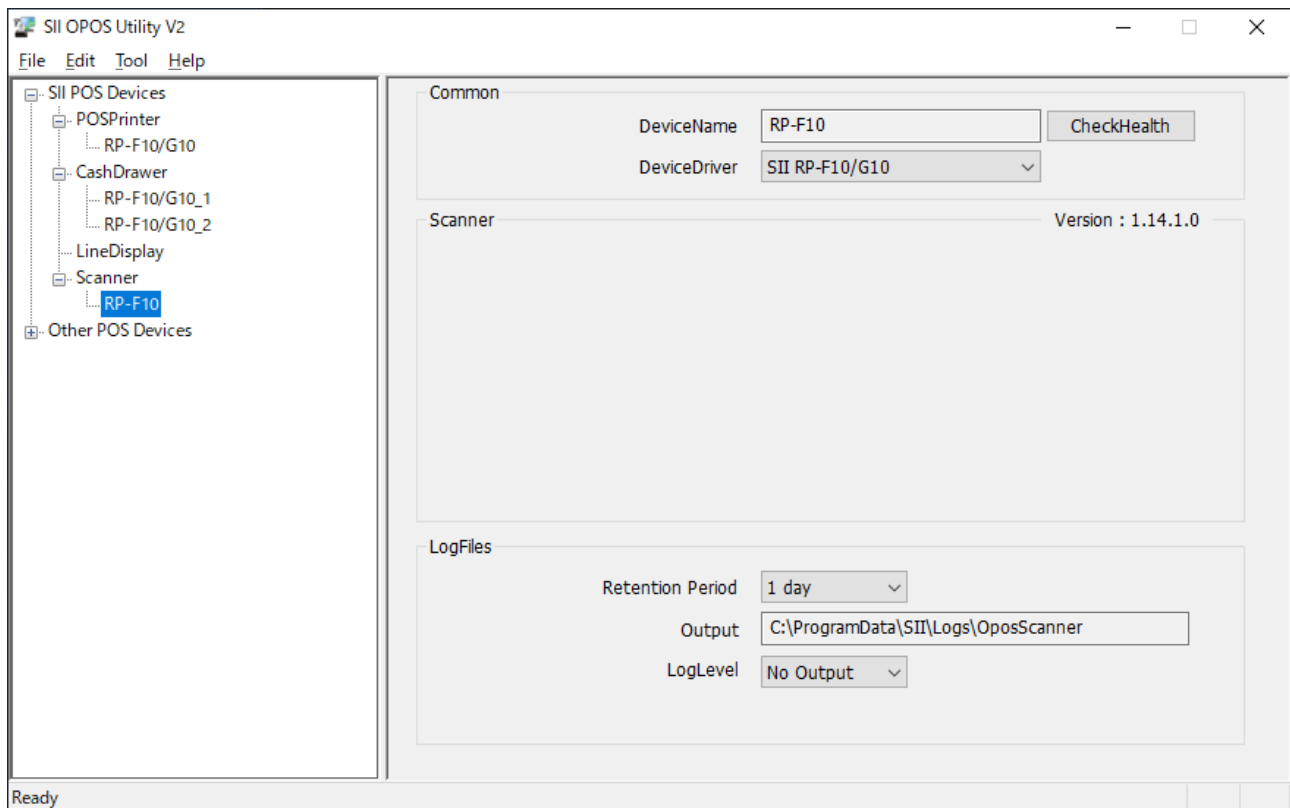 SII OPOS Utility V2
File Edit Tool Help
SII POS Devices
POSPrinter
RP-F10/G10
CashDrawer
RP-F10/G10_1
RP-F10/G10_2
LineDisplay
Scanner
RP-F10
Other POS Devices
Common
DeviceName RP-F10 CheckHealth
DeviceDriver SII RP-F10/G10
Scanner Version : 1.14.1.0
LogFiles
Retention Period 1 day
Output C:\ProgramData\SII\Logs\OposScanner
LogLevel No Output
Ready